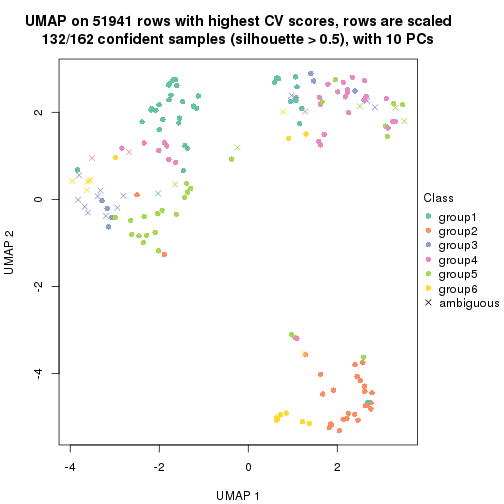 UMAP on 51941 rows with highest CV scores, rows are scaled
132/162 confident samples (silhouette > 0.5), with 10 PCs
2
0
-2
-4
UMAP 2
-4
-2
0
2
UMAP 1
Class
group1
group2
group3
group4
group5
group6
ambiguous